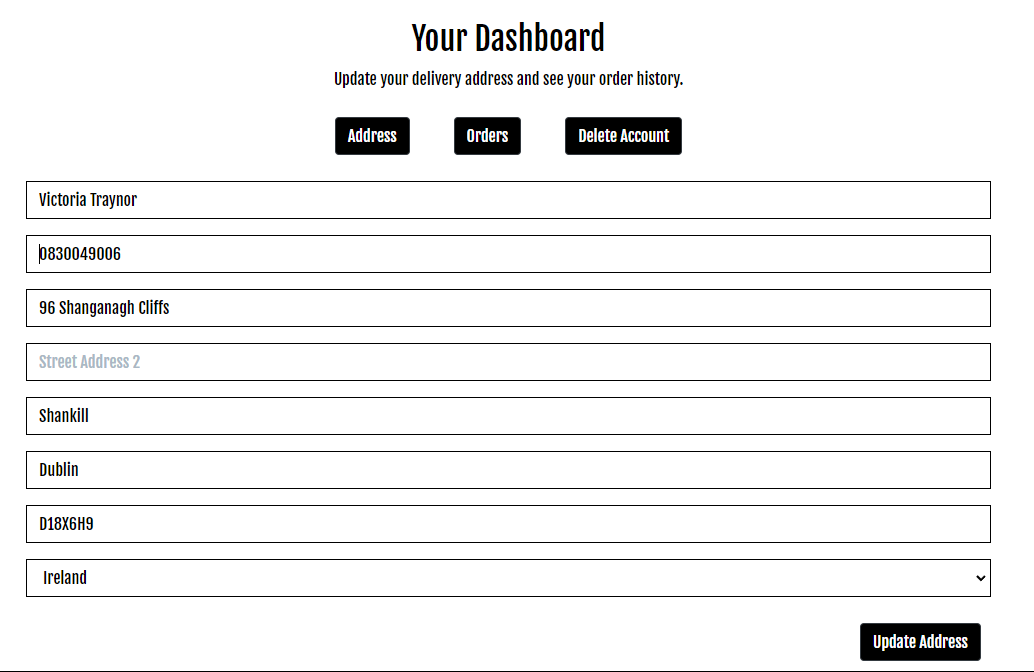 Your Dashboard
Update your delivery address and see your order history.
Address Orders Delete Account
Victoria Traynor
0830049006
96 Shanganagh Cliffs
Street Address 2
Shankill
Dublin
D18X6H9
Ireland
Update Address